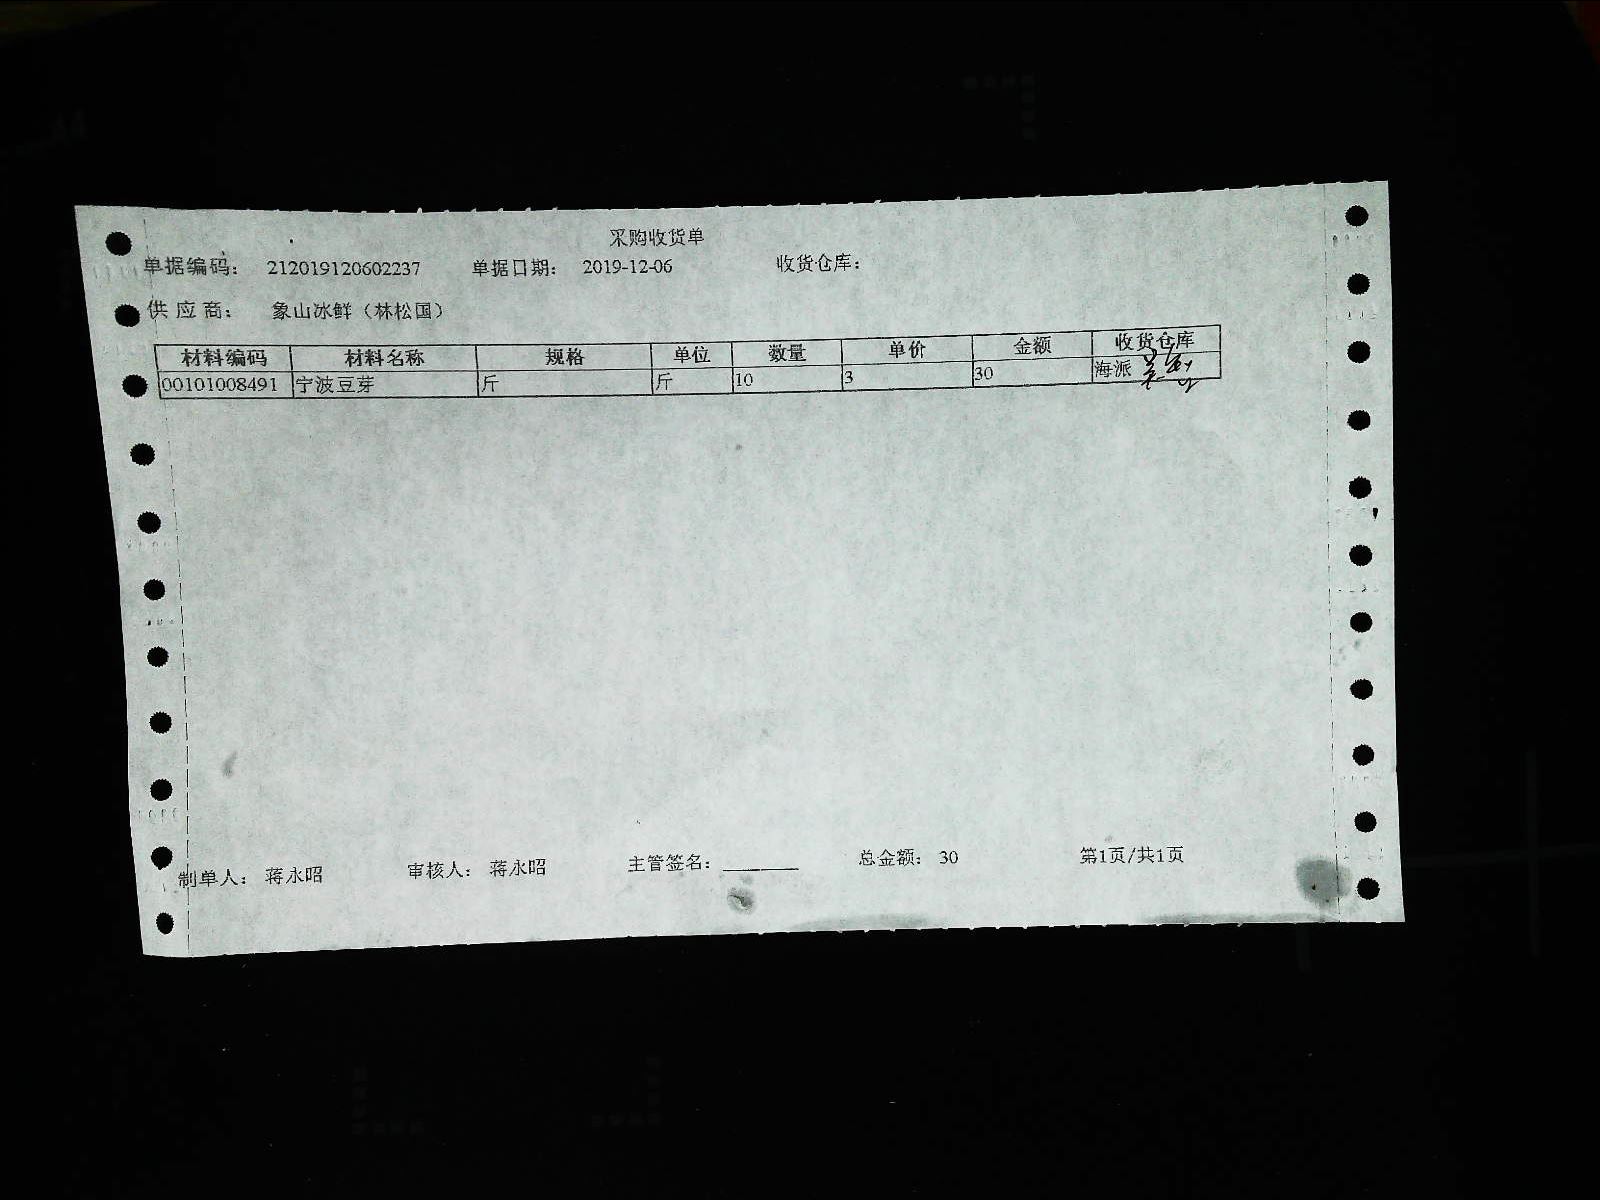 采购收货单
单据编码： 212019120602237 单据日期： 2019-12-06 收货仓库：
供 应 商： 象山冰鲜（林松国）
材料编码 材料名称 规格 单位 数量 单价 金额 收货仓库
00101008491 宁波豆芽 斤 斤 10 3 30 海派
制单人： 蒋永昭 审核人： 蒋永昭 主管签名： 总金额： 30 第1页/共1页